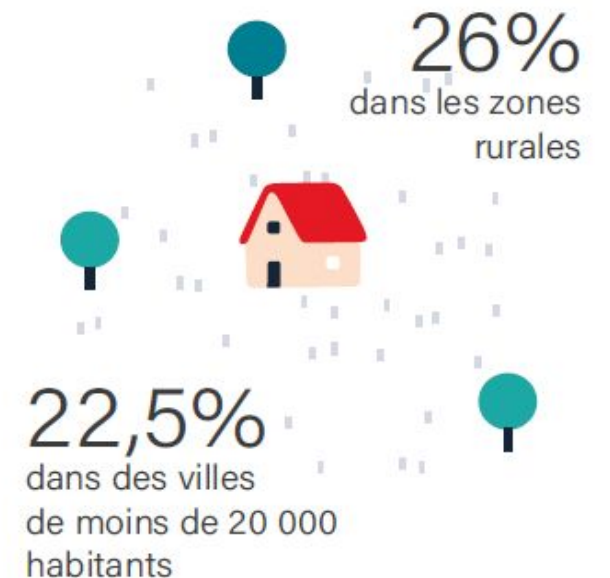 26%
dans les zones
rurales
22,5%
dans des villes
de moins de 20 000
habitants